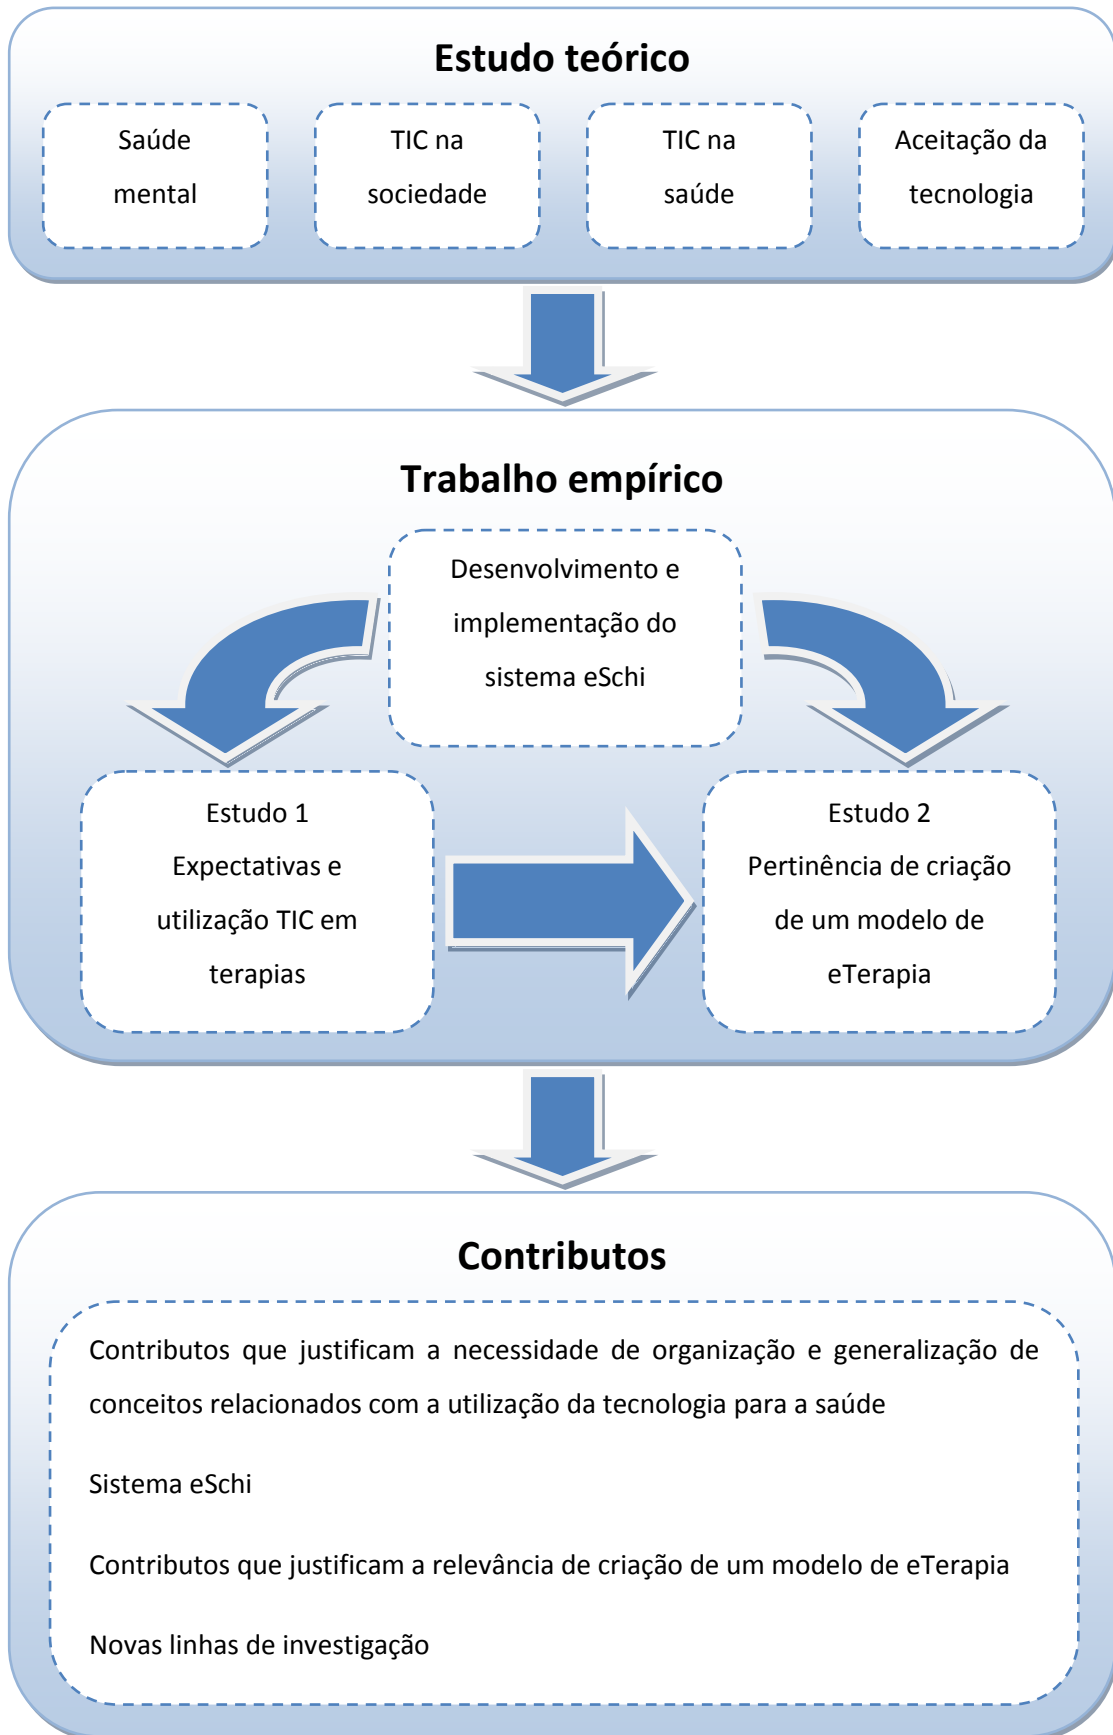 Estudo teórico
Saúde
mental
TIC na
sociedade
TIC na
saúde
Aceitação da
tecnologia
Trabalho empírico
Desenvolvimento e
implementação do
sistema eSchi
Estudo 1
Expectativas e
utilização TIC em
terapias
Estudo 2
Pertinência de criação
de um modelo de
eTerapia
Contributos
Contributos que justificam a necessidade de organização e generalização de
conceitos relacionados com a utilização da tecnologia para a saúde
Sistema eSchi
Contributos que justificam a relevância de criação de um modelo de eTerapia
Novas linhas de investigação